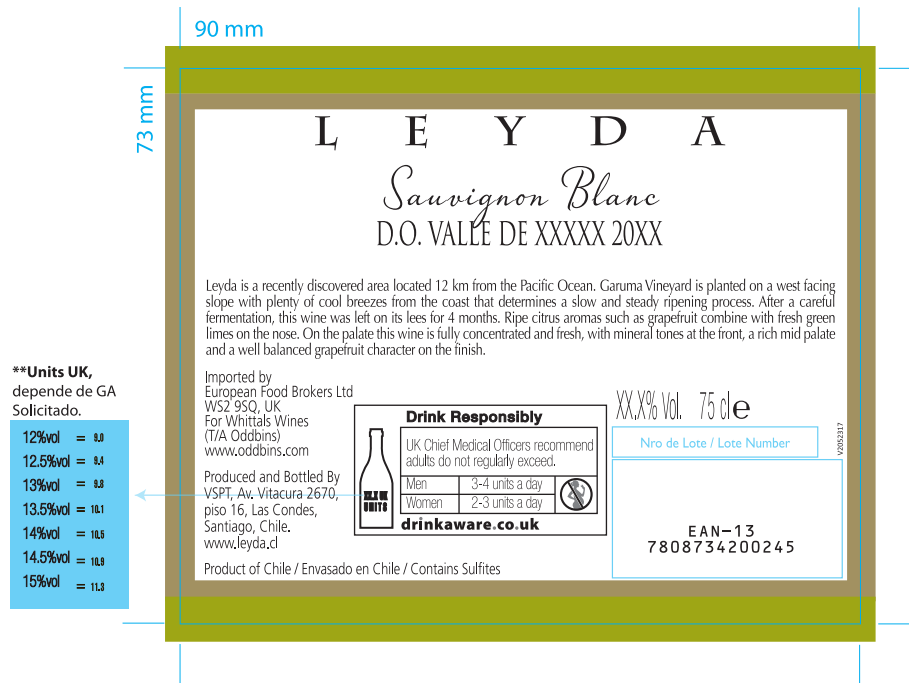 90 mm
73 mm
LEYDA
Sauvignon Blanc
D.O. VALLE DE XXXXX 20XX
Leyda is a recently discovered area located 12 km from the Pacific Ocean. Garuma Vineyard is planted on a west facing
slope with plenty of cool breezes from the coast that determines a slow and steady ripening process. After a careful
fermentation, this wine was left on its lees for 4 months. Ripe citrus aromas such as grapefruit combine with fresh green
limes on the nose. On the palate this wine is fully concentrated and fresh, with mineral tones at the front, a rich mid palate
and a well balanced grapefruit character on the finish.
**Units UK,
depende de GA
Solicitado.
12%vol = 9.0
12.5%vol = 9.4
13%vol = 9.8
13.5%vol = 10.1
14%vol = 10.5
14.5%vol = 10.9
15%vol = 11.3
Imported by
European Food Brokers Ltd
WS2 9SQ, UK
For Whittals Wines
(T/A Oddbins)
www.oddbins.com
Produced and Bottled By
VSPT, Av. Vitacura 2670,
piso 16, Las Condes,
Santiago, Chile.
www.leyda.cl
Product of Chile / Envasado en Chile / Contains Sulfites
Drink Responsibly
UK Chief Medical Officers recommend
adults do not regularly exceed.
Men 3-4 units a day
Women 2-3 units a day
UNITS
drinkaware.co.uk
XX.X% Vol. 75 cl e
Nro de Lote / Lote Number
V2052317
EAN-13
7808734200245